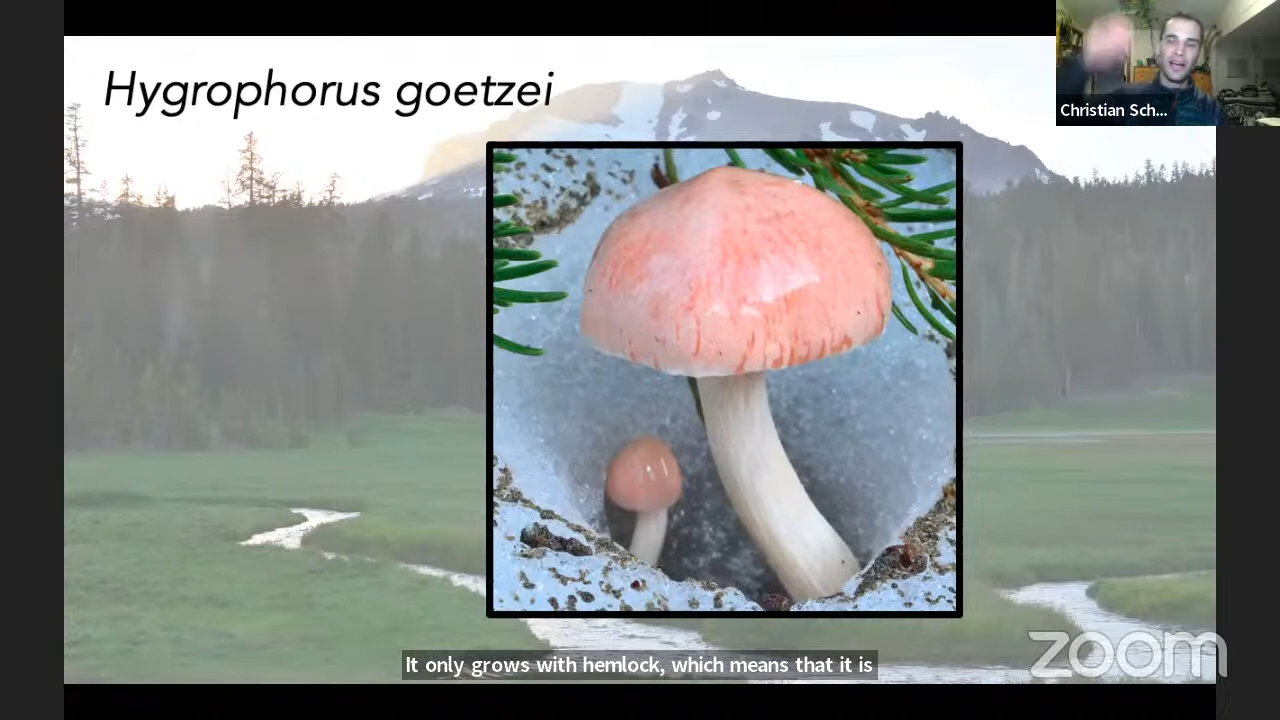 Hygrophorus goetzei
Christian Sch...
It only grows with hemlock, which means that it is
zoom